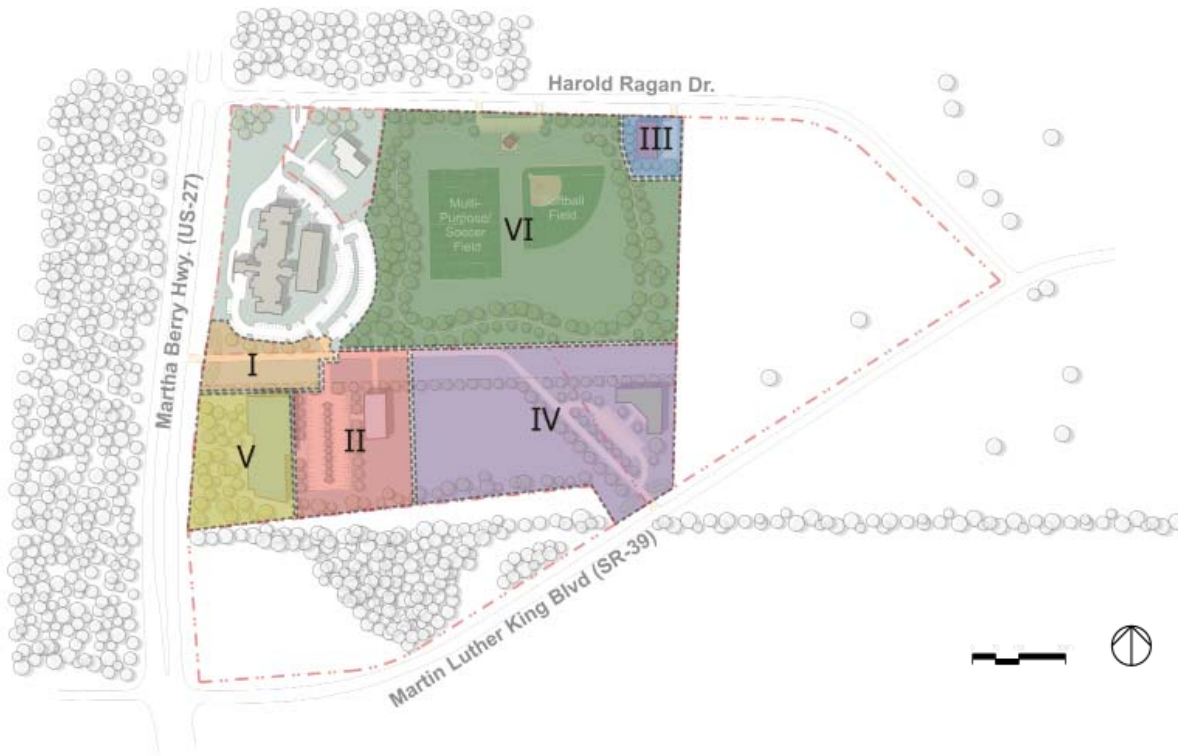 Harold Ragan Dr.
III
Martha Berry Hwy. (US-27)
Multi-
Purpose/
Soccer
Field
Softball
Field
VI
I
II
IV
V
Martin Luther King Blvd (SR-39)